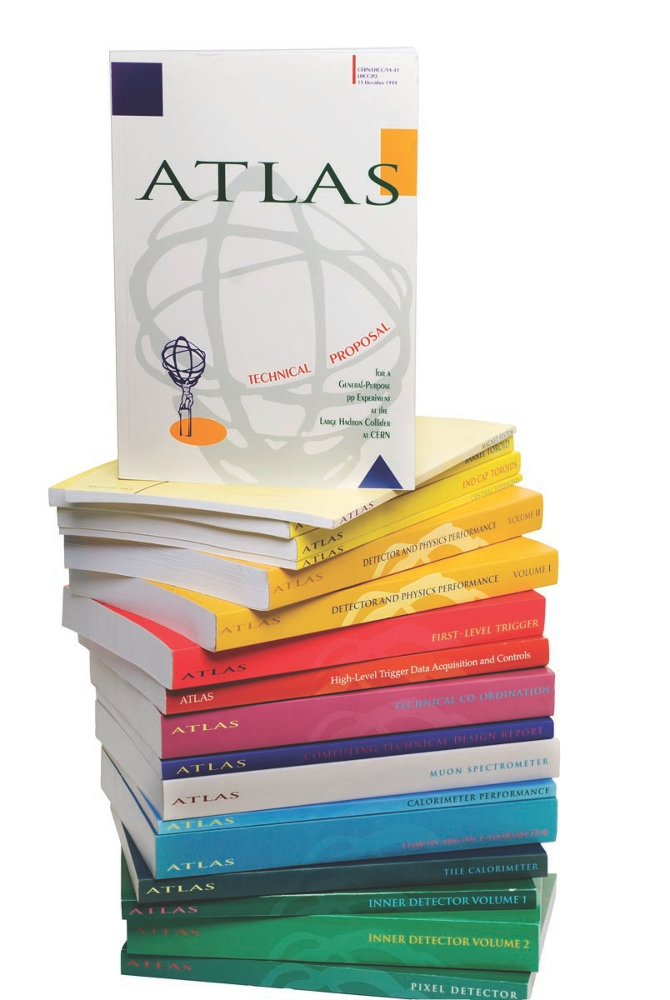 CERN/LHCC/94-43
LHCC/P2
15 December 1994
ATLAS
TECHNICAL PROPOSAL
for a
General-Purpose
pp Experiment
at the
Large Hadron Collider
at CERN
MAGNET SYSTEM
BARREL TOROID
ATLAS
END-CAP TOROIDS
ATLAS
ATLAS
DETECTOR AND PHYSICS PERFORMANCE VOLUME II
ATLAS
DETECTOR AND PHYSICS PERFORMANCE VOLUME I
ATLAS
FIRST-LEVEL TRIGGER
ATLAS
High-Level Trigger Data Acquisition and Controls
ATLAS
TECHNICAL CO-ORDINATION
ATLAS
COMPUTING TECHNICAL DESIGN REPORT
ATLAS
MUON SPECTROMETER
ATLAS
CALORIMETER PERFORMANCE
ATLAS
LIQUID ARGON CALORIMETER
ATLAS
TILE CALORIMETER
ATLAS
INNER DETECTOR VOLUME 1
ATLAS
INNER DETECTOR VOLUME 2
ATLAS
PIXEL DETECTOR
ATLAS